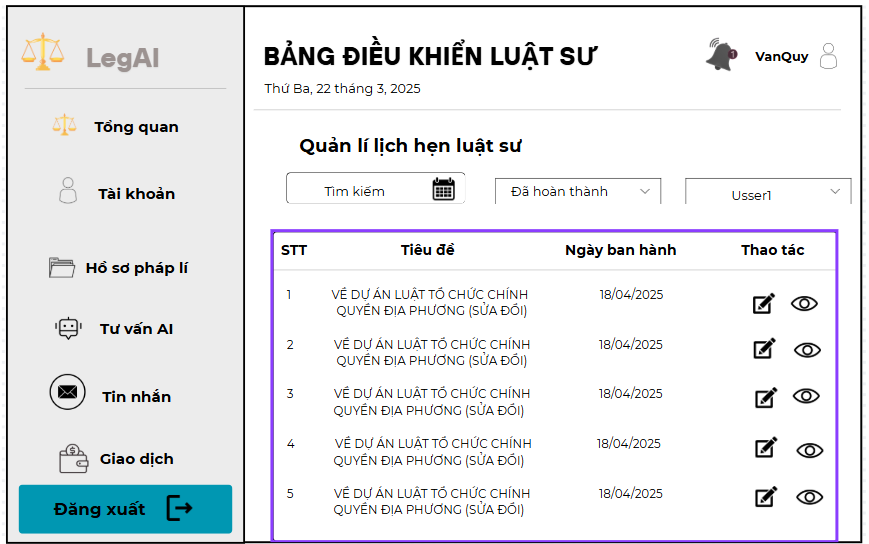 LegAI
Tổng quan
Tài khoản
Hồ sơ pháp lí
Tư vấn AI
Tin nhắn
Giao dịch
Đăng xuất
BẢNG ĐIỀU KHIỂN LUẬT SƯ
1
VanQuy
Thứ Ba, 22 tháng 3, 2025
Quản lí lịch hẹn luật sư
Tìm kiếm
Đã hoàn thành
Usser1
STT Tiêu đề Ngày ban hành Thao tác
1 VỀ DỰ ÁN LUẬT TỔ CHỨC CHÍNH 18/04/2025
QUYỀN ĐỊA PHƯƠNG (SỬA ĐỔI)
2 VỀ DỰ ÁN LUẬT TỔ CHỨC CHÍNH 18/04/2025
QUYỀN ĐỊA PHƯƠNG (SỬA ĐỔI)
3 VỀ DỰ ÁN LUẬT TỔ CHỨC CHÍNH 18/04/2025
QUYỀN ĐỊA PHƯƠNG (SỬA ĐỔI)
4 VỀ DỰ ÁN LUẬT TỔ CHỨC CHÍNH 18/04/2025
QUYỀN ĐỊA PHƯƠNG (SỬA ĐỔI)
5 VỀ DỰ ÁN LUẬT TỔ CHỨC CHÍNH 18/04/2025
QUYỀN ĐỊA PHƯƠNG (SỬA ĐỔI)